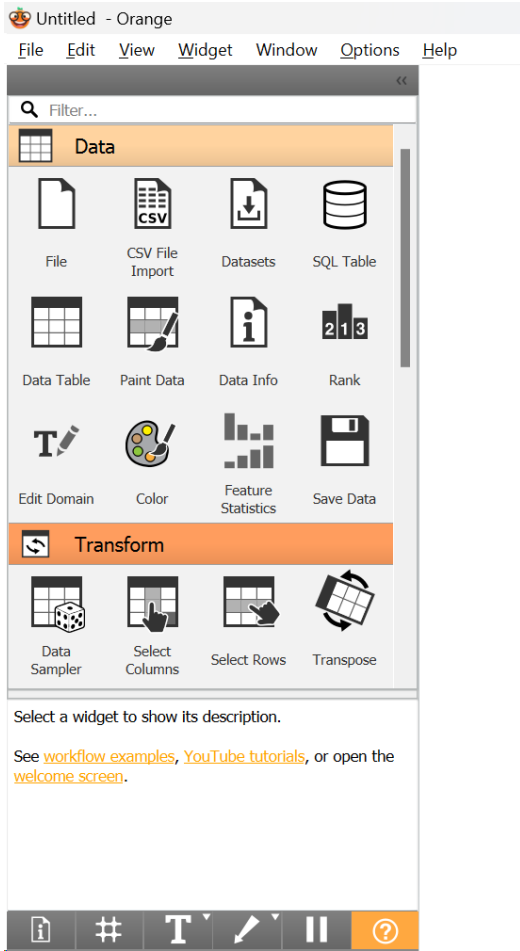 Untitled - Orange
File Edit View Widget Window Options Help
«
Filter...
Data
File
CSV
CSV File Import
Datasets
SQL Table
Data Table
Paint Data
Data Info
2 1 3
Rank
T
Edit Domain
Color
Feature Statistics
Save Data
Transform
Data Sampler
Select Columns
Select Rows
Transpose
Select a widget to show its description.
See workflow examples, YouTube tutorials, or open the
welcome screen.
T
?